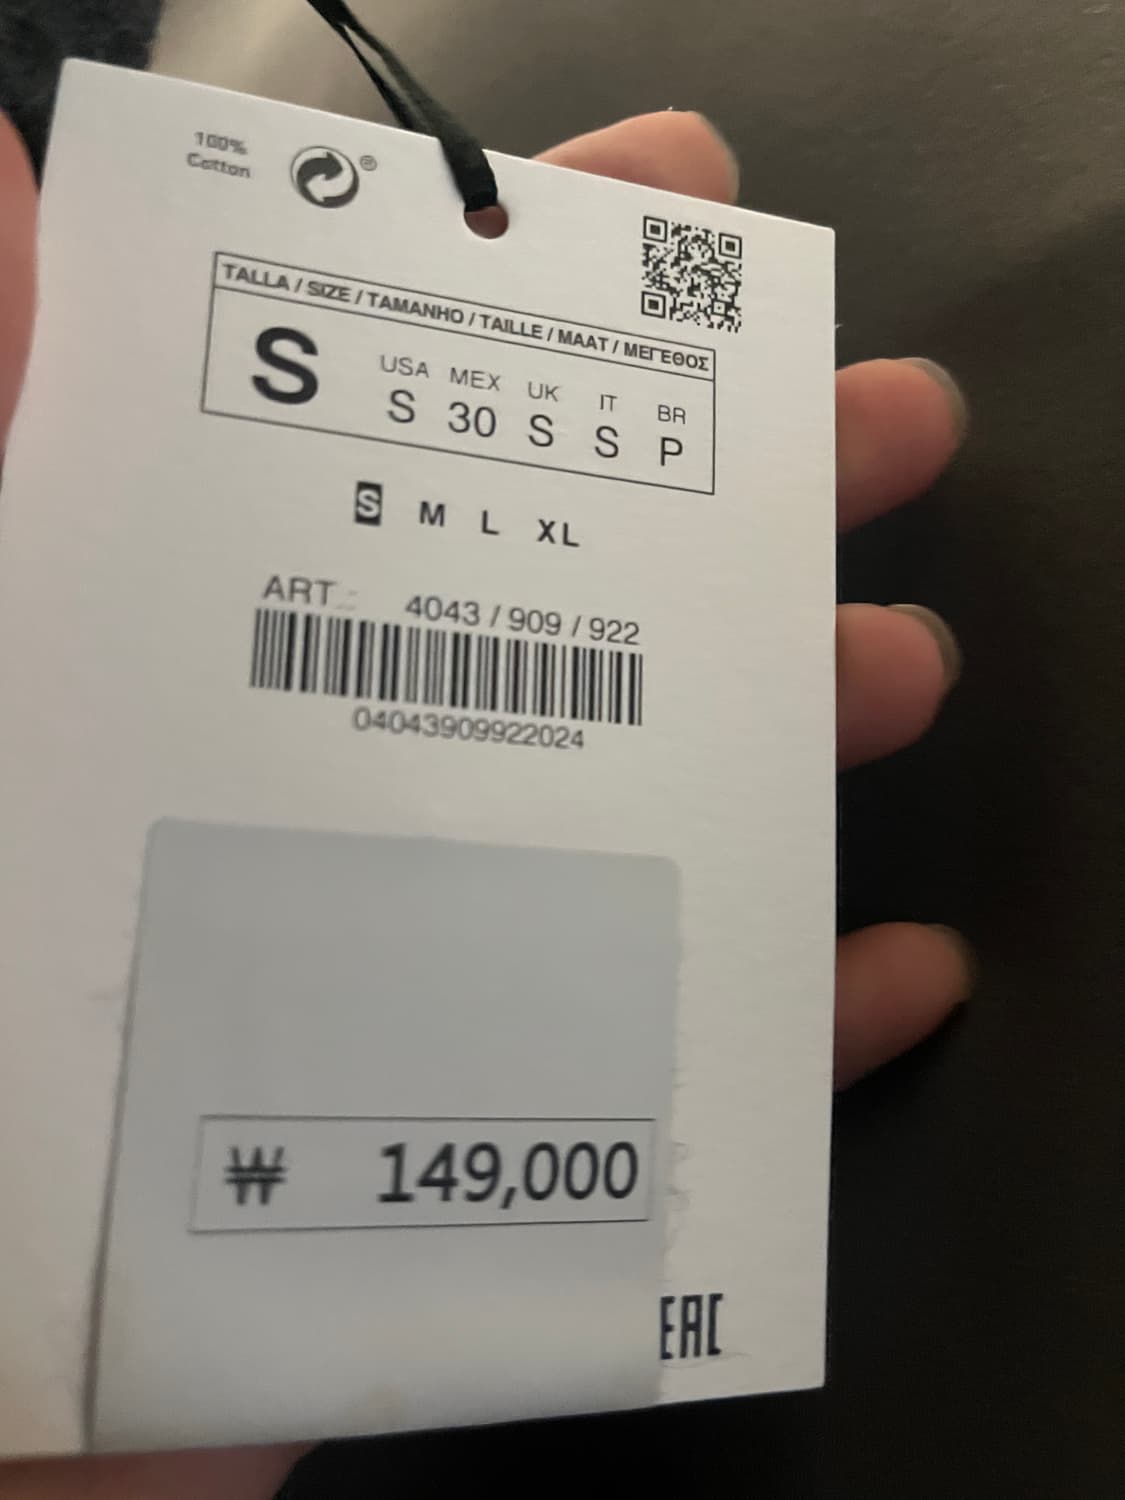 100%
Cotton
®
TALLA / SIZE / TAMANHO / TAILLE / MAAT / ΜΕΓΕΘΟΣ
S
USA MEX UK IT BR
S 30 S S P
S M L XL
ART.: 4043 / 909 / 922
04043909922024
₩ 149,000
EAC